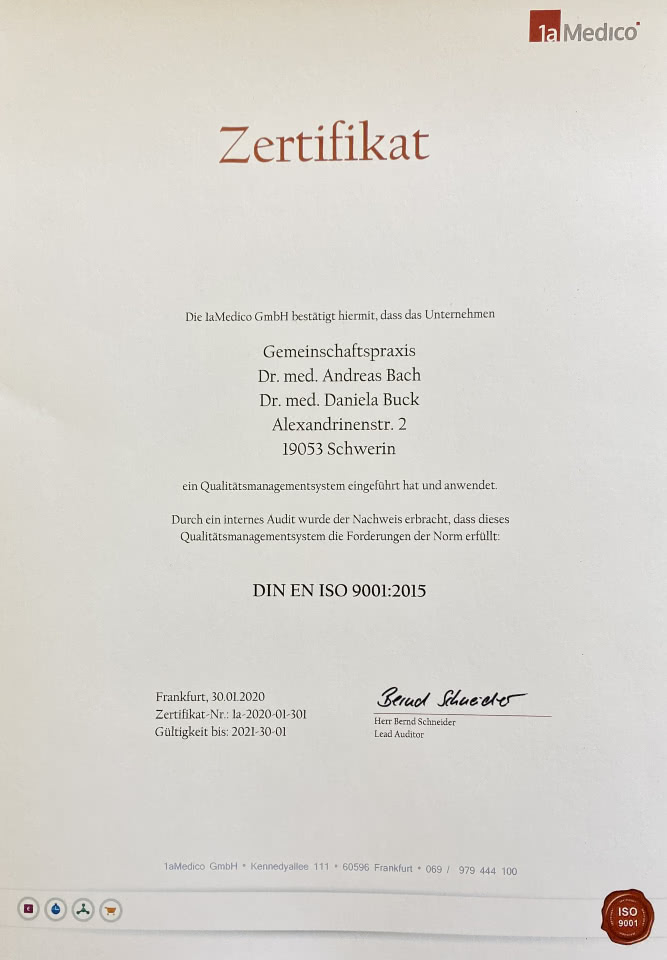 1a Medico
Zertifikat
Die 1aMedico GmbH bestätigt hiermit, dass das Unternehmen
Gemeinschaftspraxis
Dr. med. Andreas Bach
Dr. med. Daniela Buck
Alexandrinenstr. 2
19053 Schwerin
ein Qualitätsmanagementsystem eingeführt hat und anwendet.
Durch ein internes Audit wurde der Nachweis erbracht, dass dieses
Qualitätsmanagementsystem die Forderungen der Norm erfüllt:
DIN EN ISO 9001:2015
Frankfurt, 30.01.2020
Zertifikat-Nr.: 1a-2020-01-301
Gültigkeit bis: 2021-30-01
Bernd Schneider
Herr Bernd Schneider
Lead Auditor
1aMedico GmbH • Kennedyallee 111 • 60596 Frankfurt • 069 / 979 444 100
€
ISO
9001